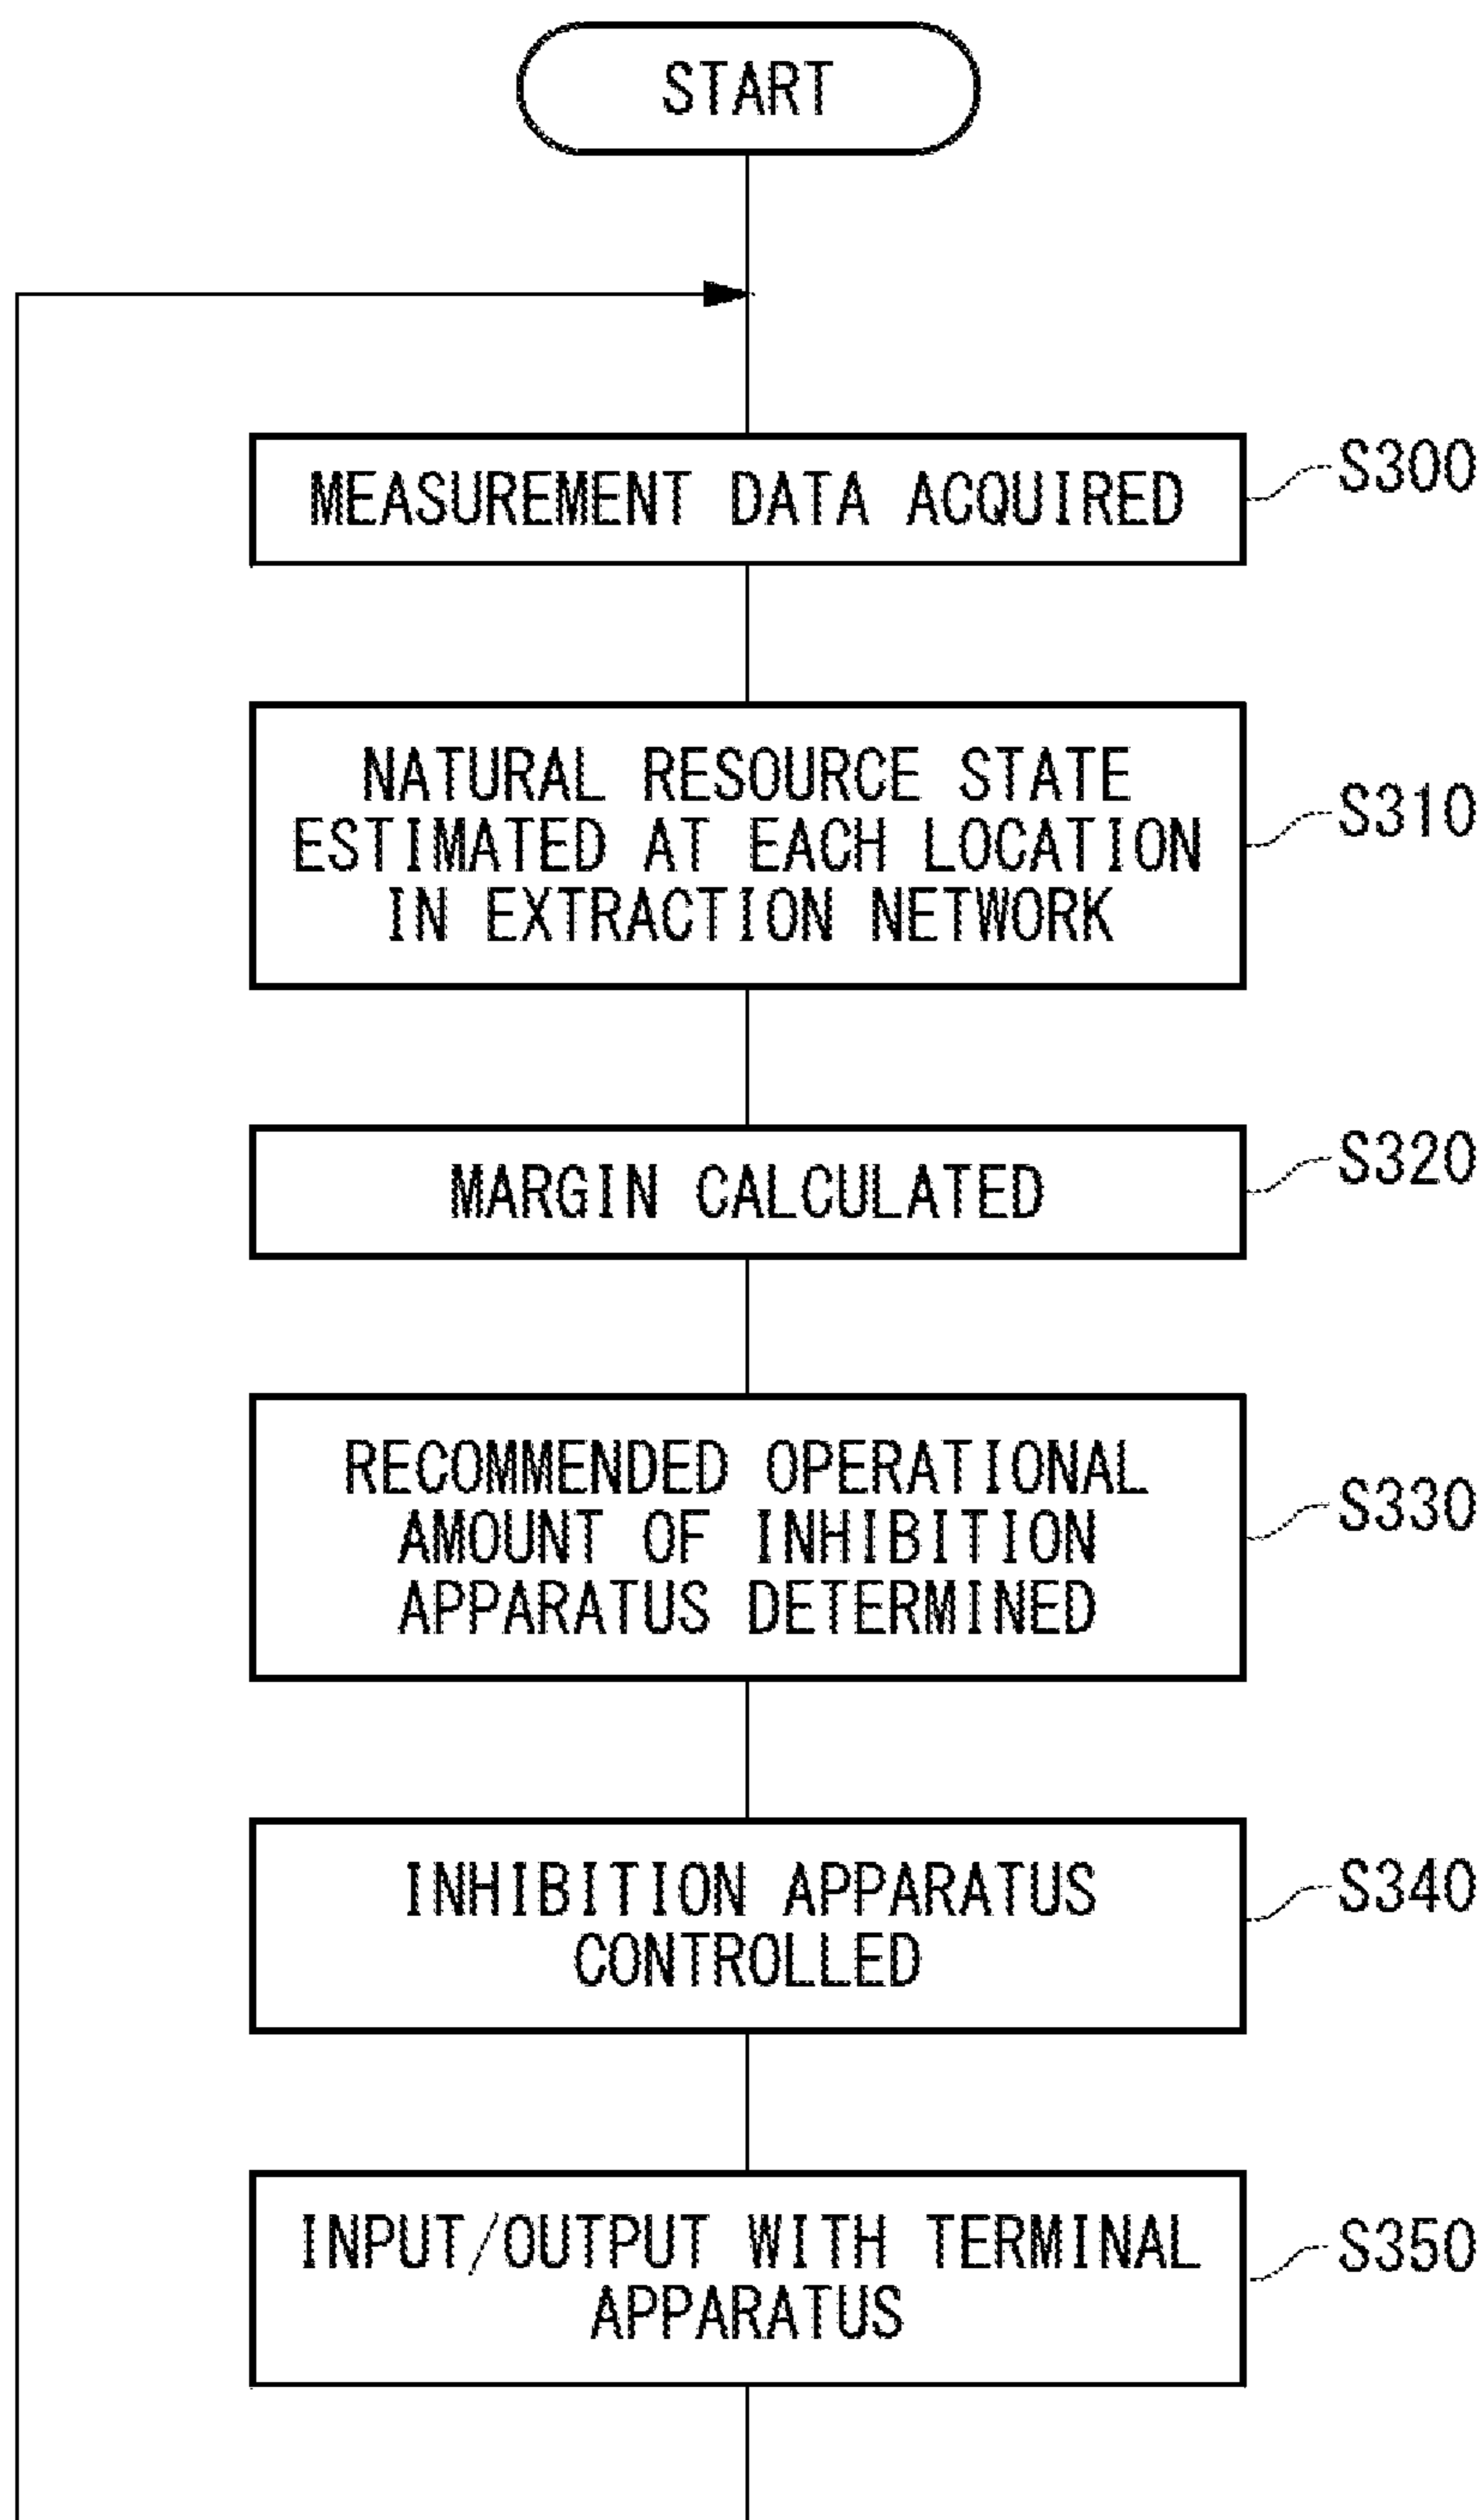 START
MEASUREMENT DATA ACQUIRED
S300
NATURAL RESOURCE STATE
ESTIMATED AT EACH LOCATION
IN EXTRACTION NETWORK
S310
MARGIN CALCULATED
S320
RECOMMENDED OPERATIONAL
AMOUNT OF INHIBITION
APPARATUS DETERMINED
S330
INHIBITION APPARATUS
CONTROLLED
S340
INPUT/OUTPUT WITH TERMINAL
APPARATUS
S350